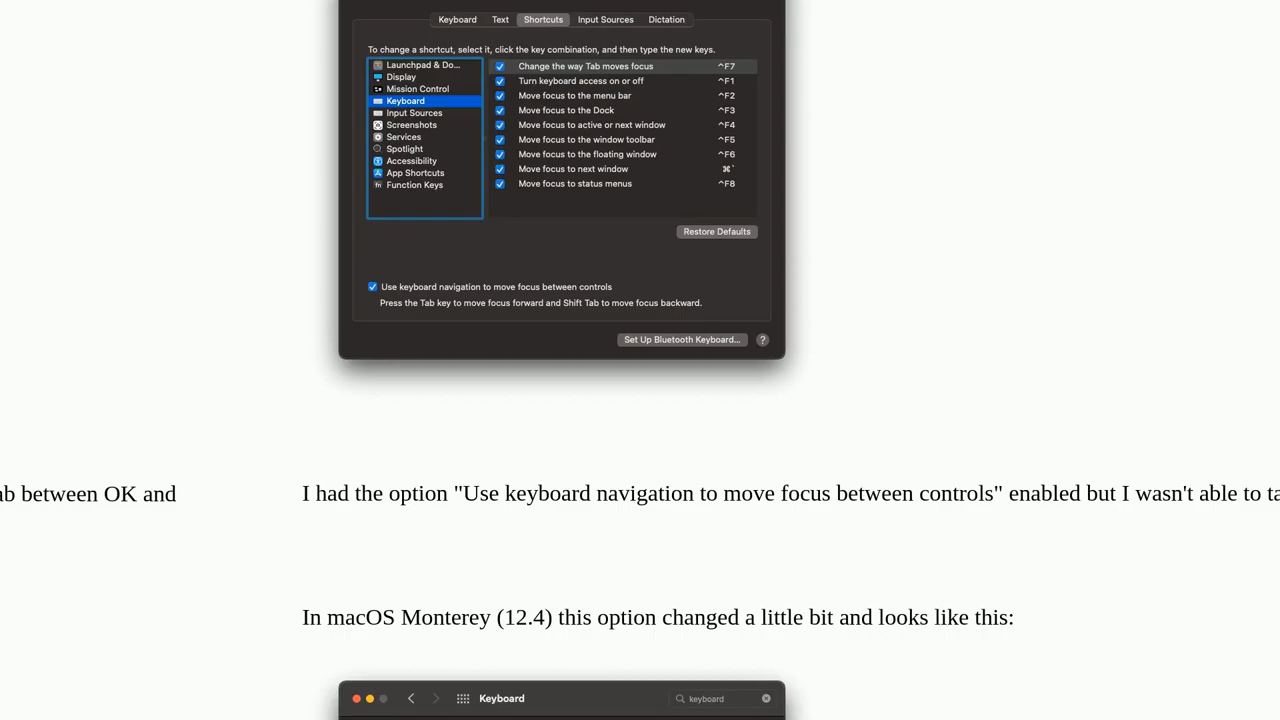 Keyboard Text Shortcuts Input Sources Dictation
To change a shortcut, select it, click the key combination, and then type the new keys.
Launchpad & Do...
Display
Mission Control
Keyboard
Input Sources
Screenshots
Services
Spotlight
Accessibility
App Shortcuts
fn Function Keys
Change the way Tab moves focus ^F7
Turn keyboard access on or off ^F1
Move focus to the menu bar ^F2
Move focus to the Dock ^F3
Move focus to active or next window ^F4
Move focus to the window toolbar ^F5
Move focus to the floating window ^F6
Move focus to next window ⌘`
Move focus to status menus ^F8
Restore Defaults
Use keyboard navigation to move focus between controls
Press the Tab key to move focus forward and Shift Tab to move focus backward.
Set Up Bluetooth Keyboard... ?
ab between OK and
I had the option "Use keyboard navigation to move focus between controls" enabled but I wasn't able to ta
In macOS Monterey (12.4) this option changed a little bit and looks like this:
Keyboard
keyboard